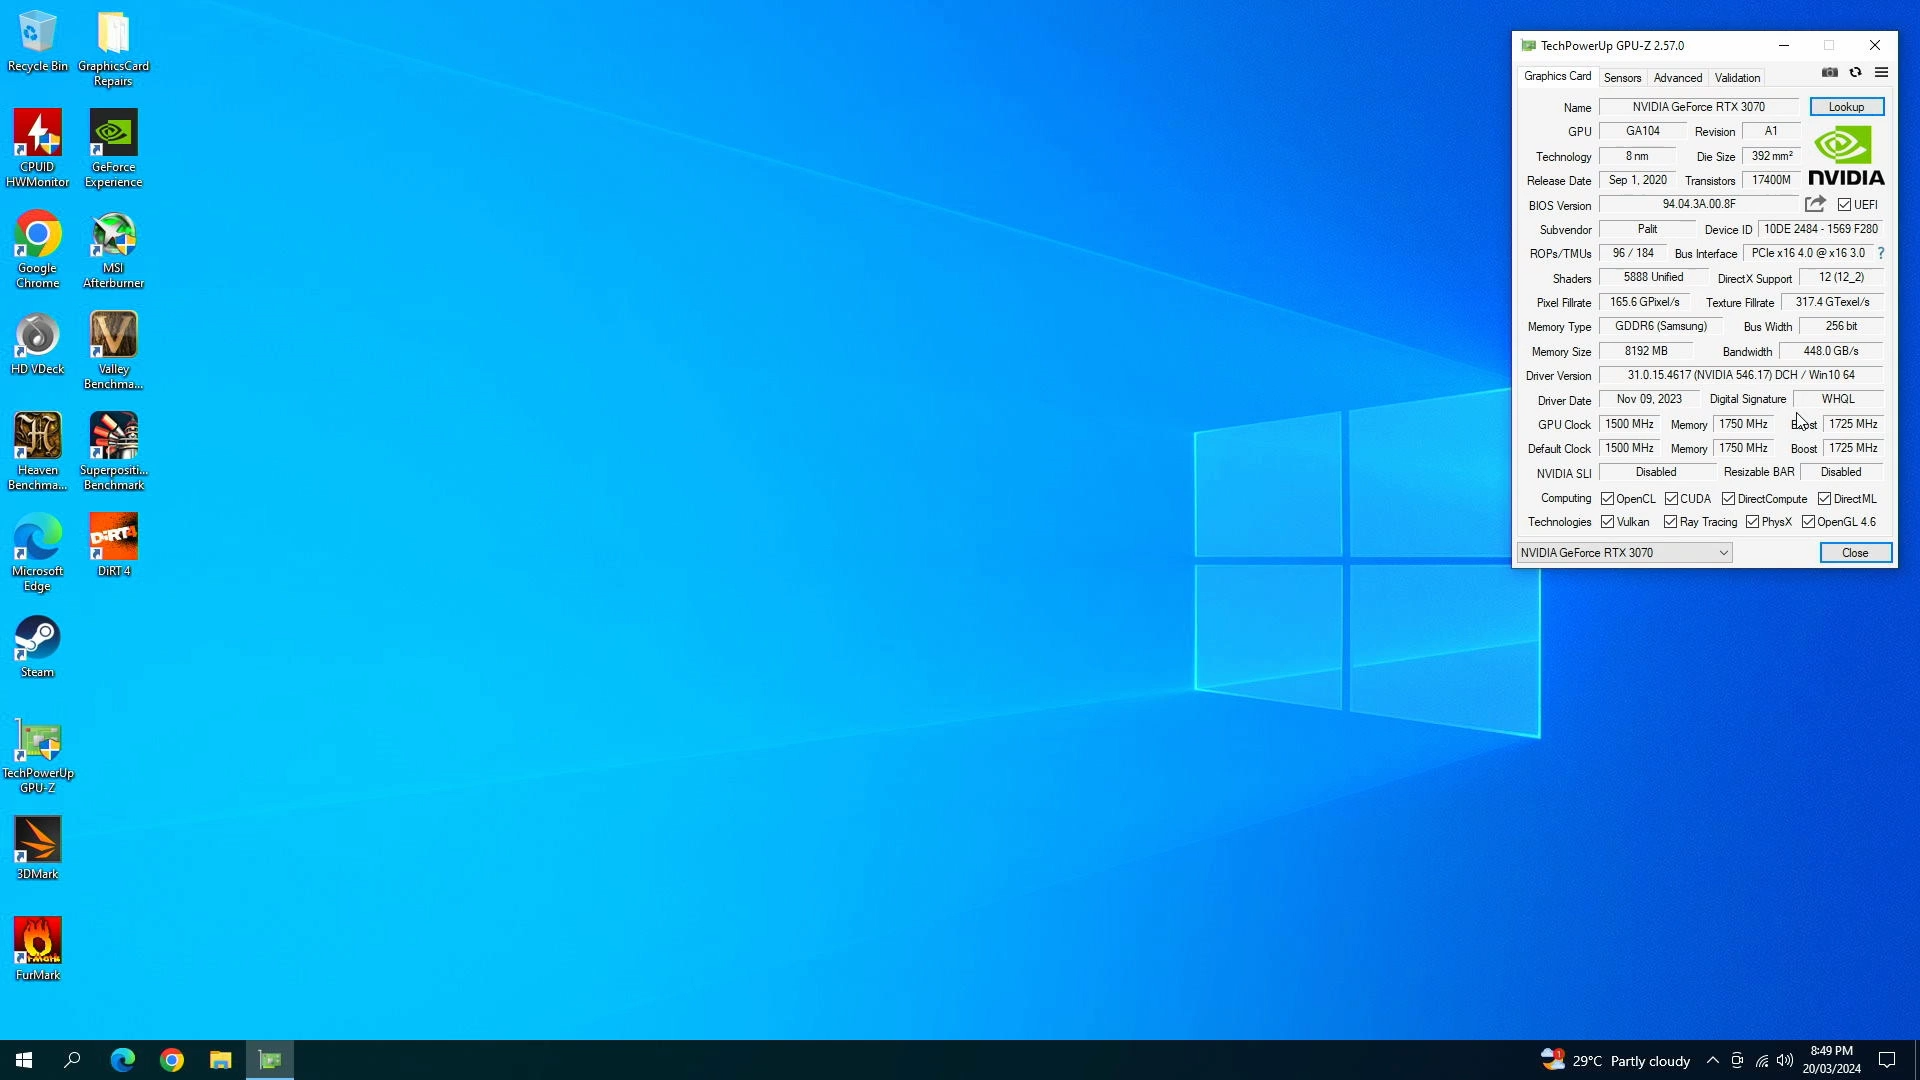 Recycle Bin
GraphicsCard
Repairs
CPUID
HWMonitor
GeForce
Experience
Google
Chrome
MSI
Afterburner
HD VDeck
Valley
Benchma...
Heaven
Benchma...
Superpositi...
Benchmark
Microsoft
Edge
DiRT 4
Steam
TechPowerUp
GPU-Z
3DMark
FurMark
TechPowerUp GPU-Z 2.57.0
Graphics Card Sensors Advanced Validation
Name NVIDIA GeForce RTX 3070 Lookup
GPU GA104 Revision A1
Technology 8 nm Die Size 392 mm²
Release Date Sep 1, 2020 Transistors 17400M
NVIDIA
BIOS Version 94.04.3A.00.8F UEFI
Subvendor Palit Device ID 10DE 2484 - 1569 F280
ROPs/TMUs 96 / 184 Bus Interface PCIe x16 4.0 @ x16 3.0 ?
Shaders 5888 Unified DirectX Support 12 (12_2)
Pixel Fillrate 165.6 GPixel/s Texture Fillrate 317.4 GTexel/s
Memory Type GDDR6 (Samsung) Bus Width 256 bit
Memory Size 8192 MB Bandwidth 448.0 GB/s
Driver Version 31.0.15.4617 (NVIDIA 546.17) DCH / Win10 64
Driver Date Nov 09, 2023 Digital Signature WHQL
GPU Clock 1500 MHz Memory 1750 MHz Boost 1725 MHz
Default Clock 1500 MHz Memory 1750 MHz Boost 1725 MHz
NVIDIA SLI Disabled Resizable BAR Disabled
Computing OpenCL CUDA DirectCompute DirectML
Technologies Vulkan Ray Tracing PhysX OpenGL 4.6
NVIDIA GeForce RTX 3070 Close
1 29°C Partly cloudy
8:49 PM
20/03/2024